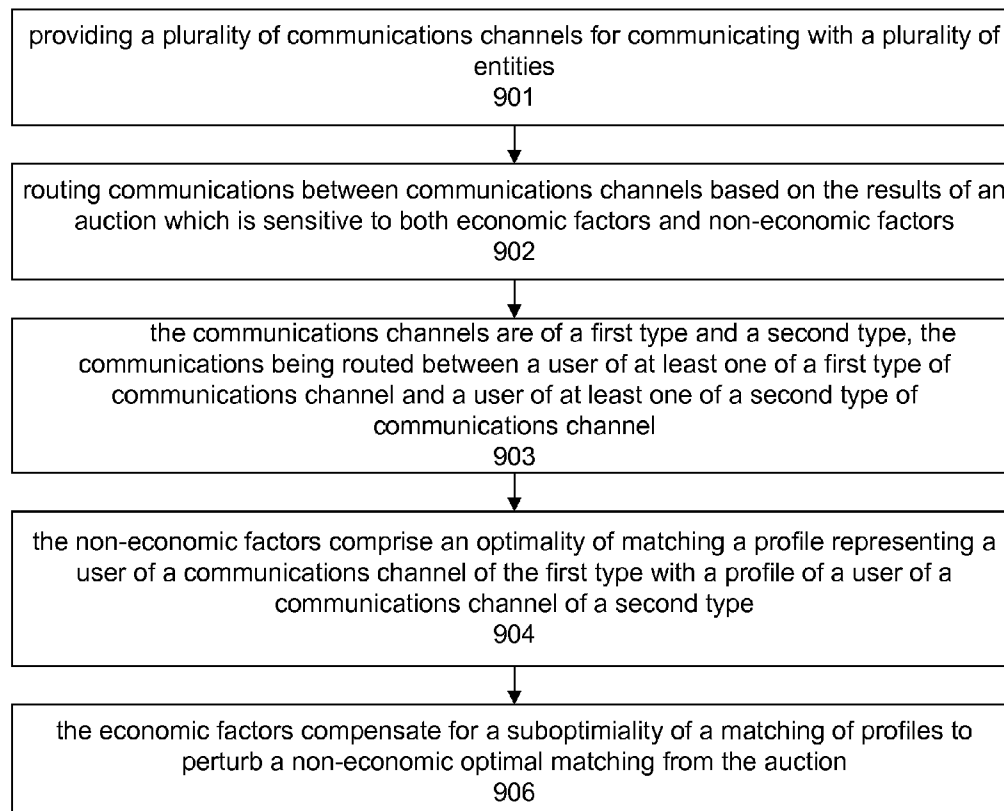 providing a plurality of communications channels for communicating with a plurality of
entities
901
routing communications between communications channels based on the results of an
auction which is sensitive to both economic factors and non-economic factors
902
the communications channels are of a first type and a second type, the
communications being routed between a user of at least one of a first type of
communications channel and a user of at least one of a second type of
communications channel
903
the non-economic factors comprise an optimality of matching a profile representing a
user of a communications channel of the first type with a profile of a user of a
communications channel of a second type
904
the economic factors compensate for a suboptimiality of a matching of profiles to
perturb a non-economic optimal matching from the auction
906